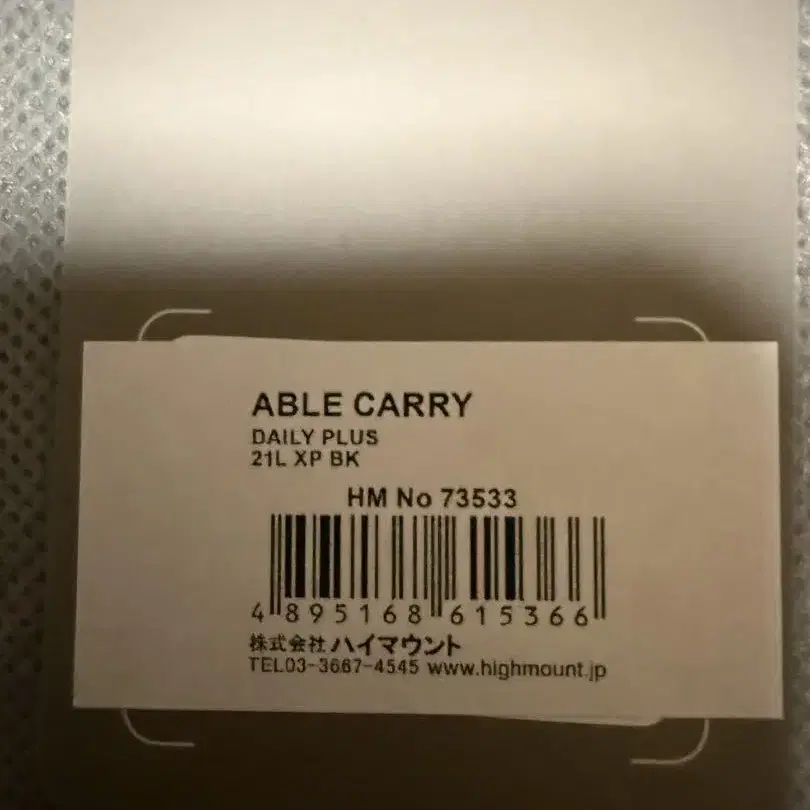 ABLE CARRY
DAILY PLUS
21L XP BK
HM No 73533
4 895168 615366
株式会社ハイマウント
TEL03-3667-4545 www.highmount.jp